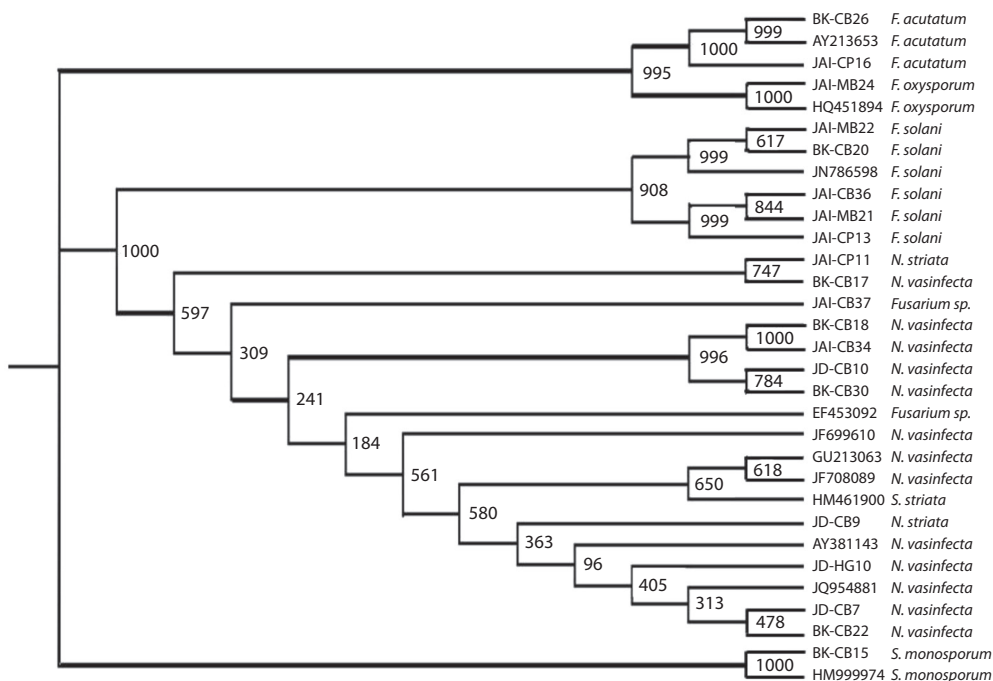 BK-CB26 F. acutatum
999
AY213653 F. acutatum
1000
JAI-CP16 F. acutatum
995
JAI-MB24 F. oxysporum
1000
HQ451894 F. oxysporum
JAI-MB22 F. solani
617
BK-CB20 F. solani
999
JN786598 F. solani
908
JAI-CB36 F. solani
844
JAI-MB21 F. solani
999
JAI-CP13 F. solani
1000
JAI-CP11 N. striata
747
BK-CB17 N. vasinfecta
597
JAI-CB37 Fusarium sp.
BK-CB18 N. vasinfecta
1000
JAI-CB34 N. vasinfecta
309
996
JD-CB10 N. vasinfecta
784
BK-CB30 N. vasinfecta
241
EF453092 Fusarium sp.
184
JF699610 N. vasinfecta
GU213063 N. vasinfecta
561
618
JF708089 N. vasinfecta
650
HM461900 S. striata
580
JD-CB9 N. striata
363
AY381143 N. vasinfecta
96
JD-HG10 N. vasinfecta
405
JQ954881 N. vasinfecta
313
JD-CB7 N. vasinfecta
478
BK-CB22 N. vasinfecta
BK-CB15 S. monosporum
1000
HM999974 S. monosporum